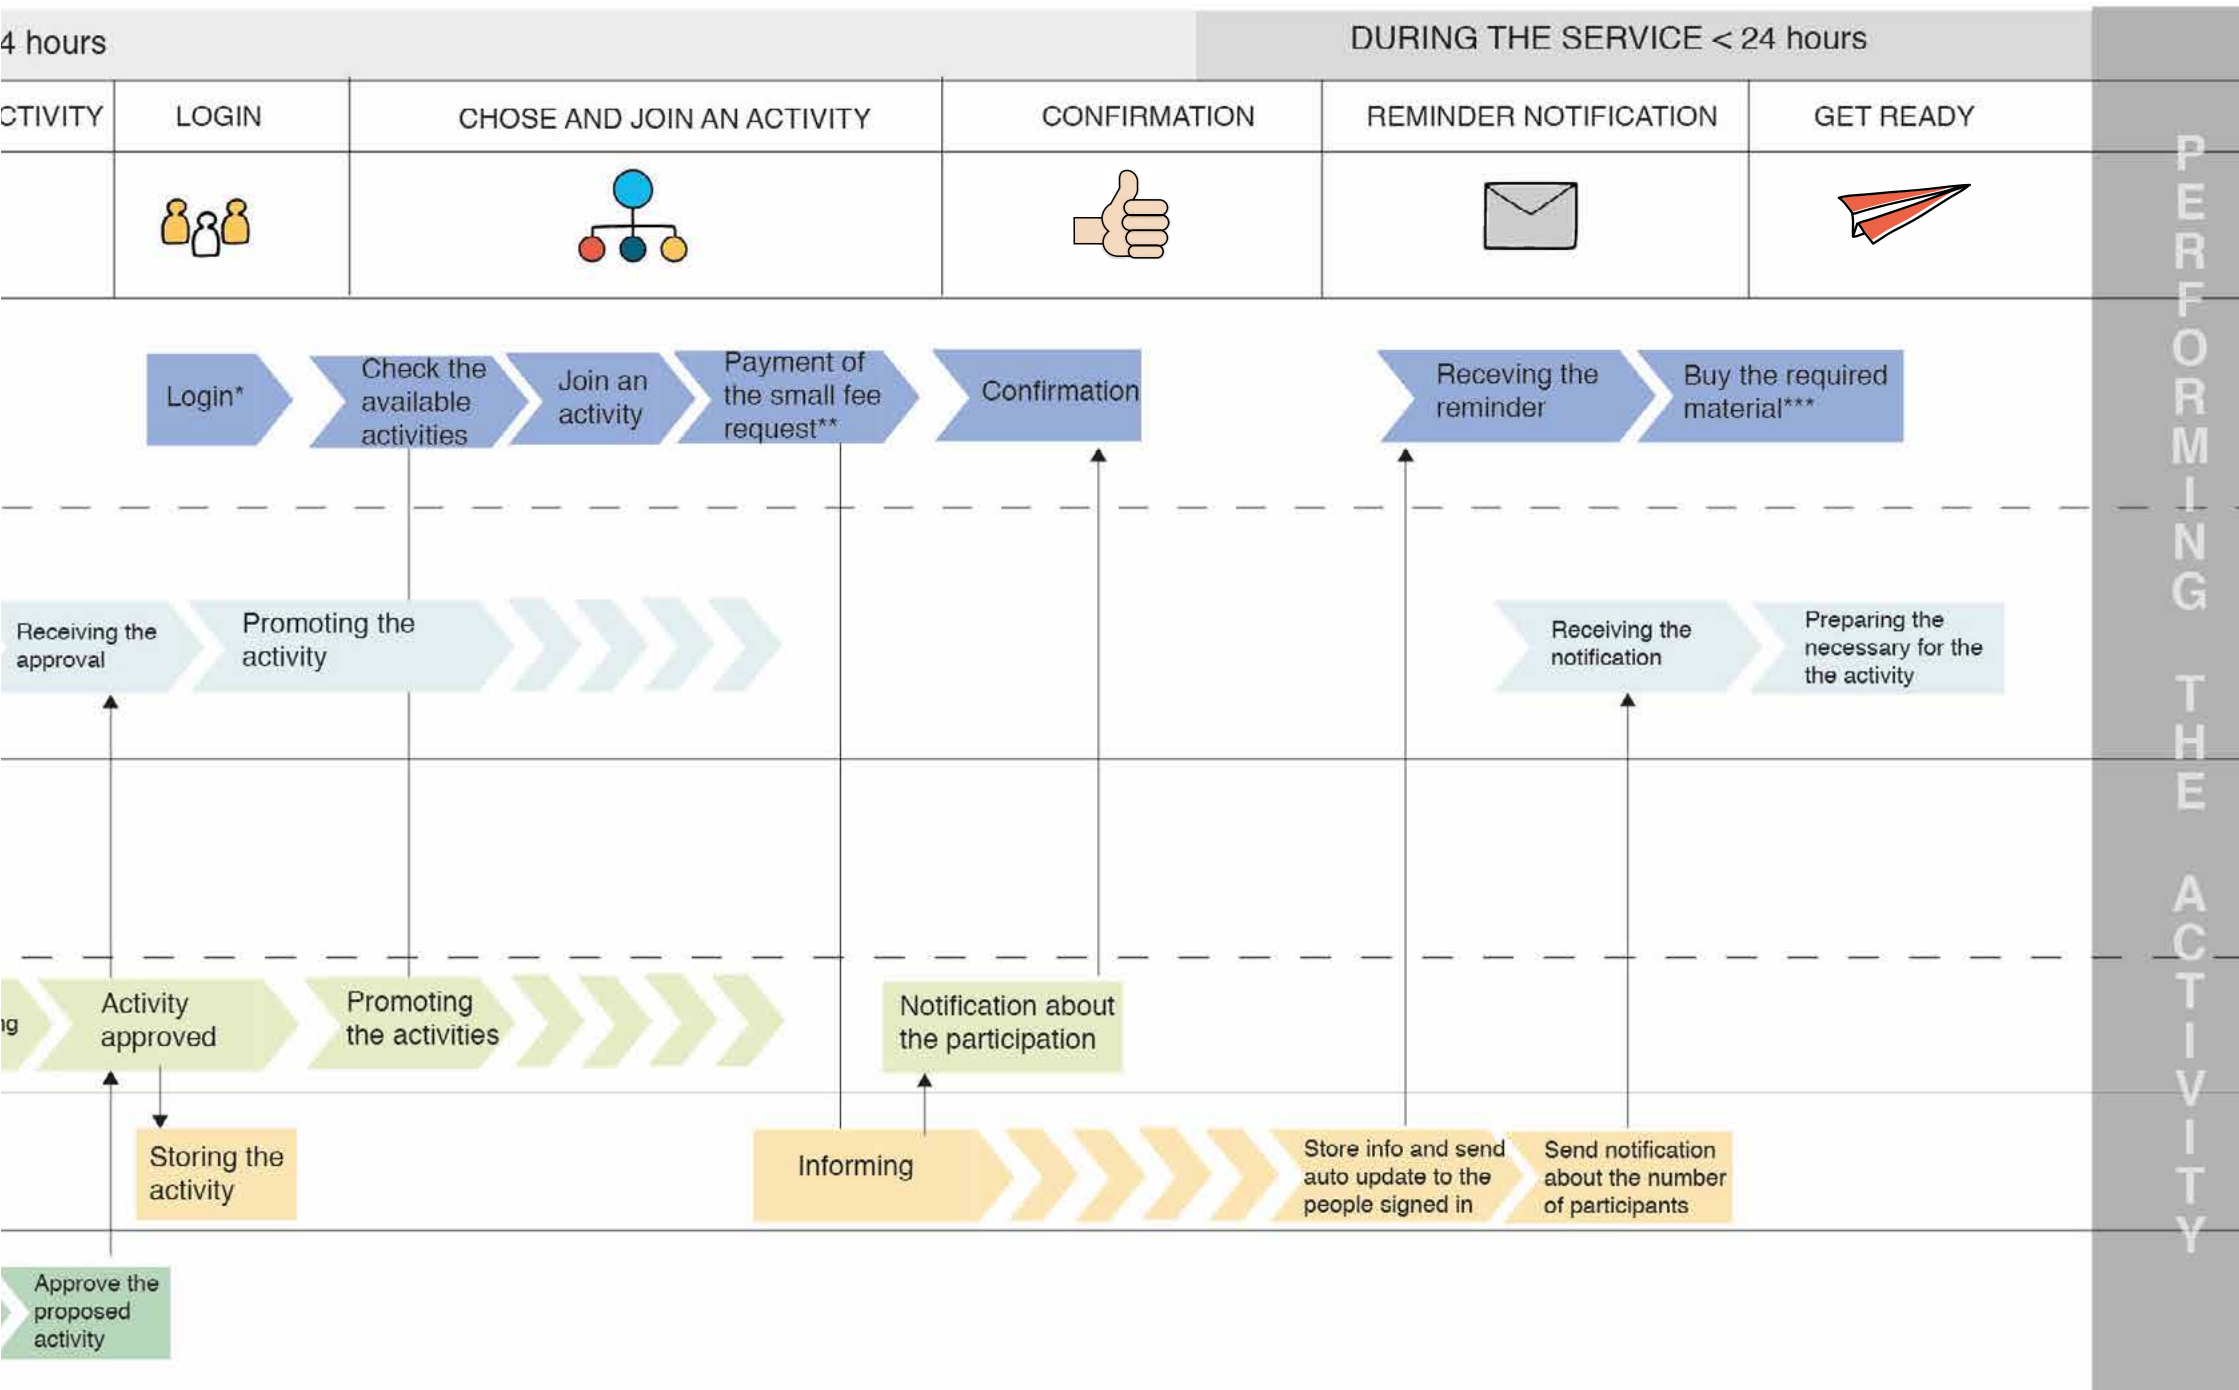 4 hours
DURING THE SERVICE < 24 hours
CTIVITY
LOGIN
CHOSE AND JOIN AN ACTIVITY
CONFIRMATION
REMINDER NOTIFICATION
GET READY
Login*
Check the
available
activities
Join an
activity
Payment of
the small fee
request**
Confirmation
Receving the
reminder
Buy the required
material***
Receiving the
approval
Promoting the
activity
Receiving the
notification
Preparing the
necessary for the
the activity
ng
Activity
approved
Promoting
the activities
Notification about
the participation
Storing the
activity
Informing
Store info and send
auto update to the
people signed in
Send notification
about the number
of participants
Approve the
proposed
activity
PERFORMING THE ACTIVITY